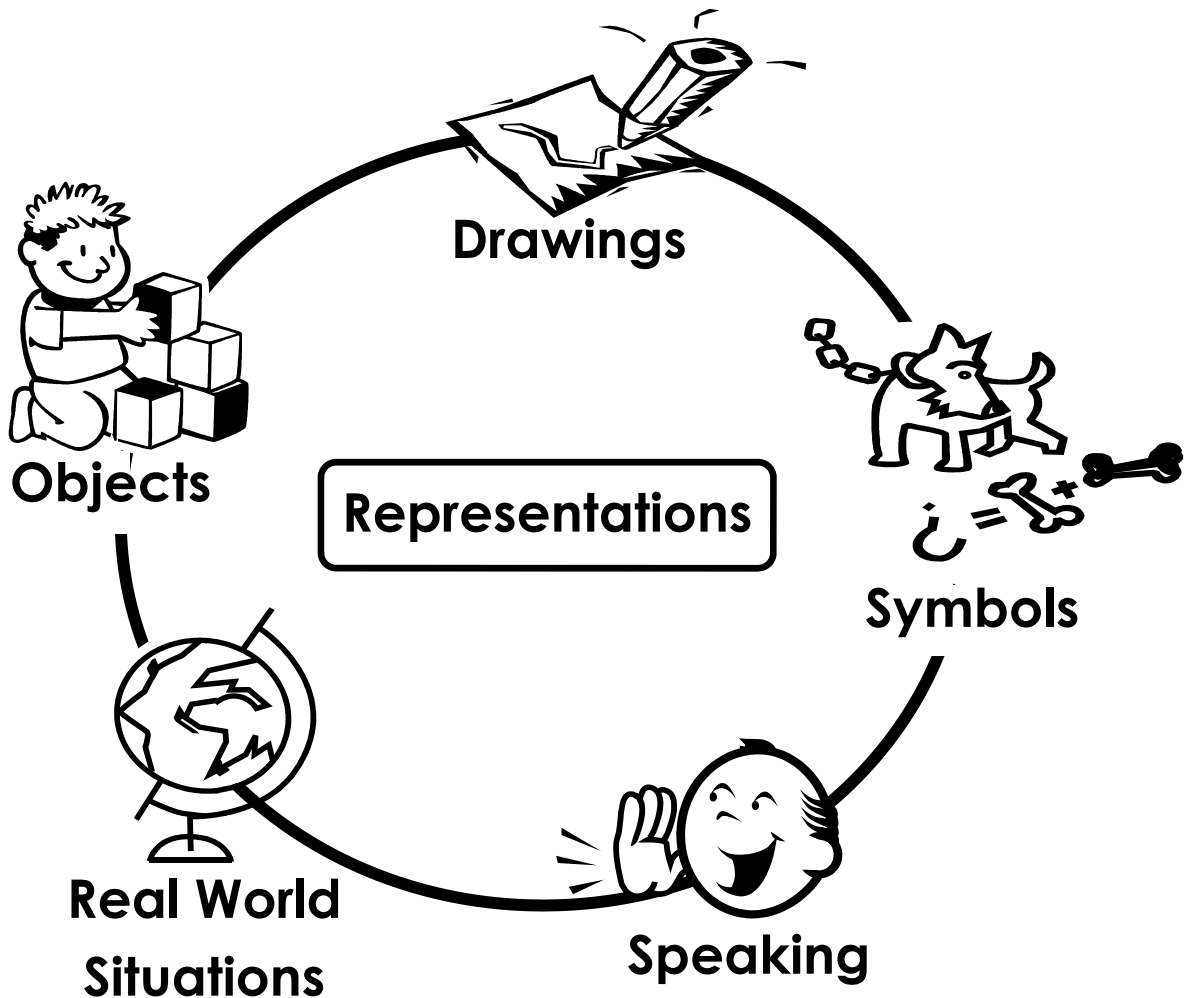 Drawings
Objects
Representations
¿ = +
Symbols
Real World
Situations
Speaking